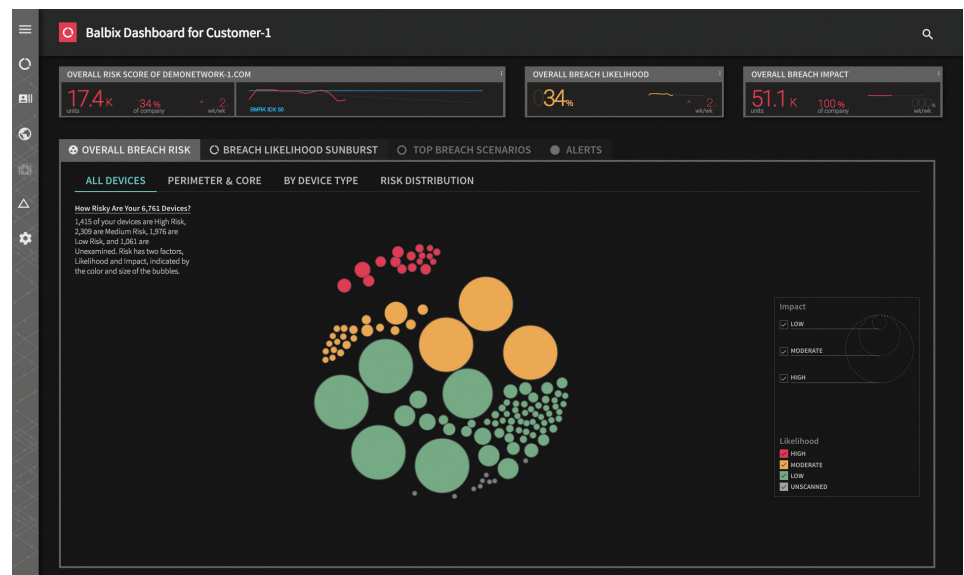 Balbix Dashboard for Customer-1
OVERALL RISK SCORE OF DEMONETWORK-1.COM
17.4 K
units
34 %
of company
2
wk/wk
BMRK IDX 50
OVERALL BREACH LIKELIHOOD
034%
2
wk/wk
OVERALL BREACH IMPACT
51.1 K
units
100 %
of company
000%
wk/wk
OVERALL BREACH RISK
BREACH LIKELIHOOD SUNBURST
TOP BREACH SCENARIOS
ALERTS
ALL DEVICES
PERIMETER & CORE
BY DEVICE TYPE
RISK DISTRIBUTION
How Risky Are Your 6,761 Devices?
1,415 of your devices are High Risk,
2,309 are Medium Risk, 1,976 are
Low Risk, and 1,061 are
Unexamined. Risk has two factors,
Likelihood and Impact, indicated by
the color and size of the bubbles.
Impact
LOW
MODERATE
HIGH
Likelihood
HIGH
MODERATE
LOW
UNSCANNED